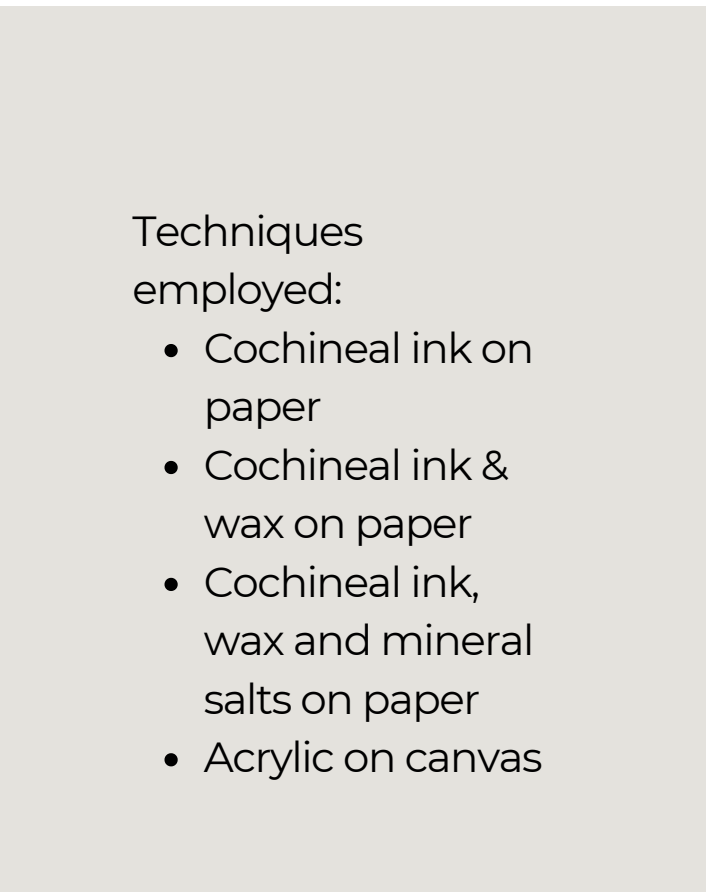 Techniques
employed:
• Cochineal ink on
paper
• Cochineal ink &
wax on paper
• Cochineal ink,
wax and mineral
salts on paper
• Acrylic on canvas